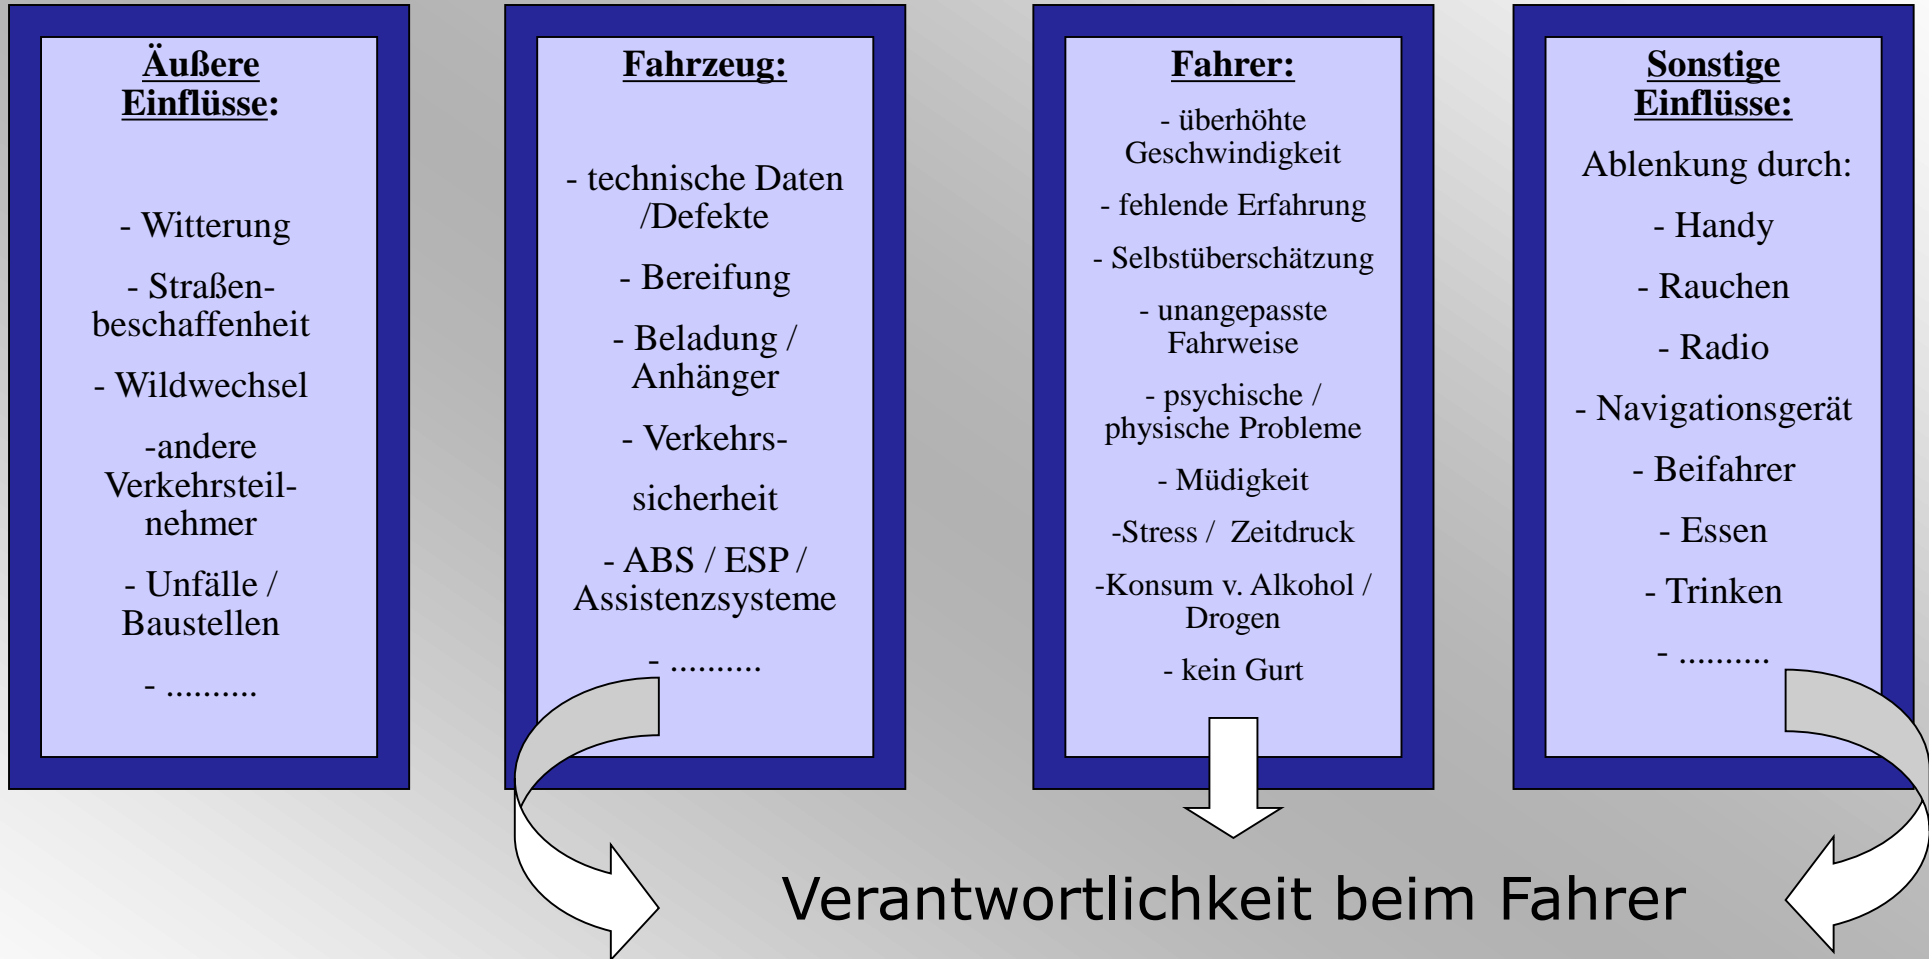 Äußere
Einflüsse:
- Witterung
- Straßen-
beschaffenheit
- Wildwechsel
-andere
Verkehrsteil-
nehmer
- Unfälle /
Baustellen
- ..........
Fahrzeug:
- technische Daten
/Defekte
- Bereifung
- Beladung /
Anhänger
- Verkehrs-
sicherheit
- ABS / ESP /
Assistenzsysteme
- ..........
Fahrer:
- überhöhte
Geschwindigkeit
- fehlende Erfahrung
- Selbstüberschätzung
- unangepasste
Fahrweise
- psychische /
physische Probleme
- Müdigkeit
-Stress /  Zeitdruck
-Konsum v. Alkohol /
Drogen
- kein Gurt
Sonstige
Einflüsse:
Ablenkung durch:
- Handy
- Rauchen
- Radio
- Navigationsgerät
- Beifahrer
- Essen
- Trinken
- ..........
Verantwortlichkeit beim Fahrer